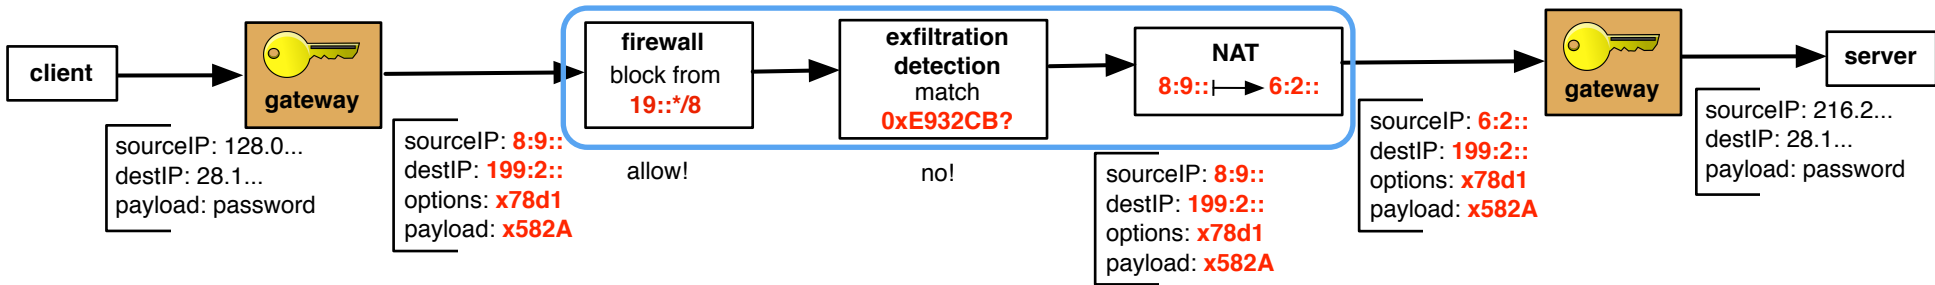 client
gateway
sourceIP: 128.0...
destIP: 28.1...
payload: password
sourceIP: 8:9::
destIP: 199:2::
options: x78d1
payload: x582A
firewall
block from
19::*/8
allow!
exfiltration
detection
match
0xE932CB?
no!
NAT
8:9:: ⟼ 6:2::
sourceIP: 8:9::
destIP: 199:2::
options: x78d1
payload: x582A
sourceIP: 6:2::
destIP: 199:2::
options: x78d1
payload: x582A
gateway
sourceIP: 216.2...
destIP: 28.1...
payload: password
server